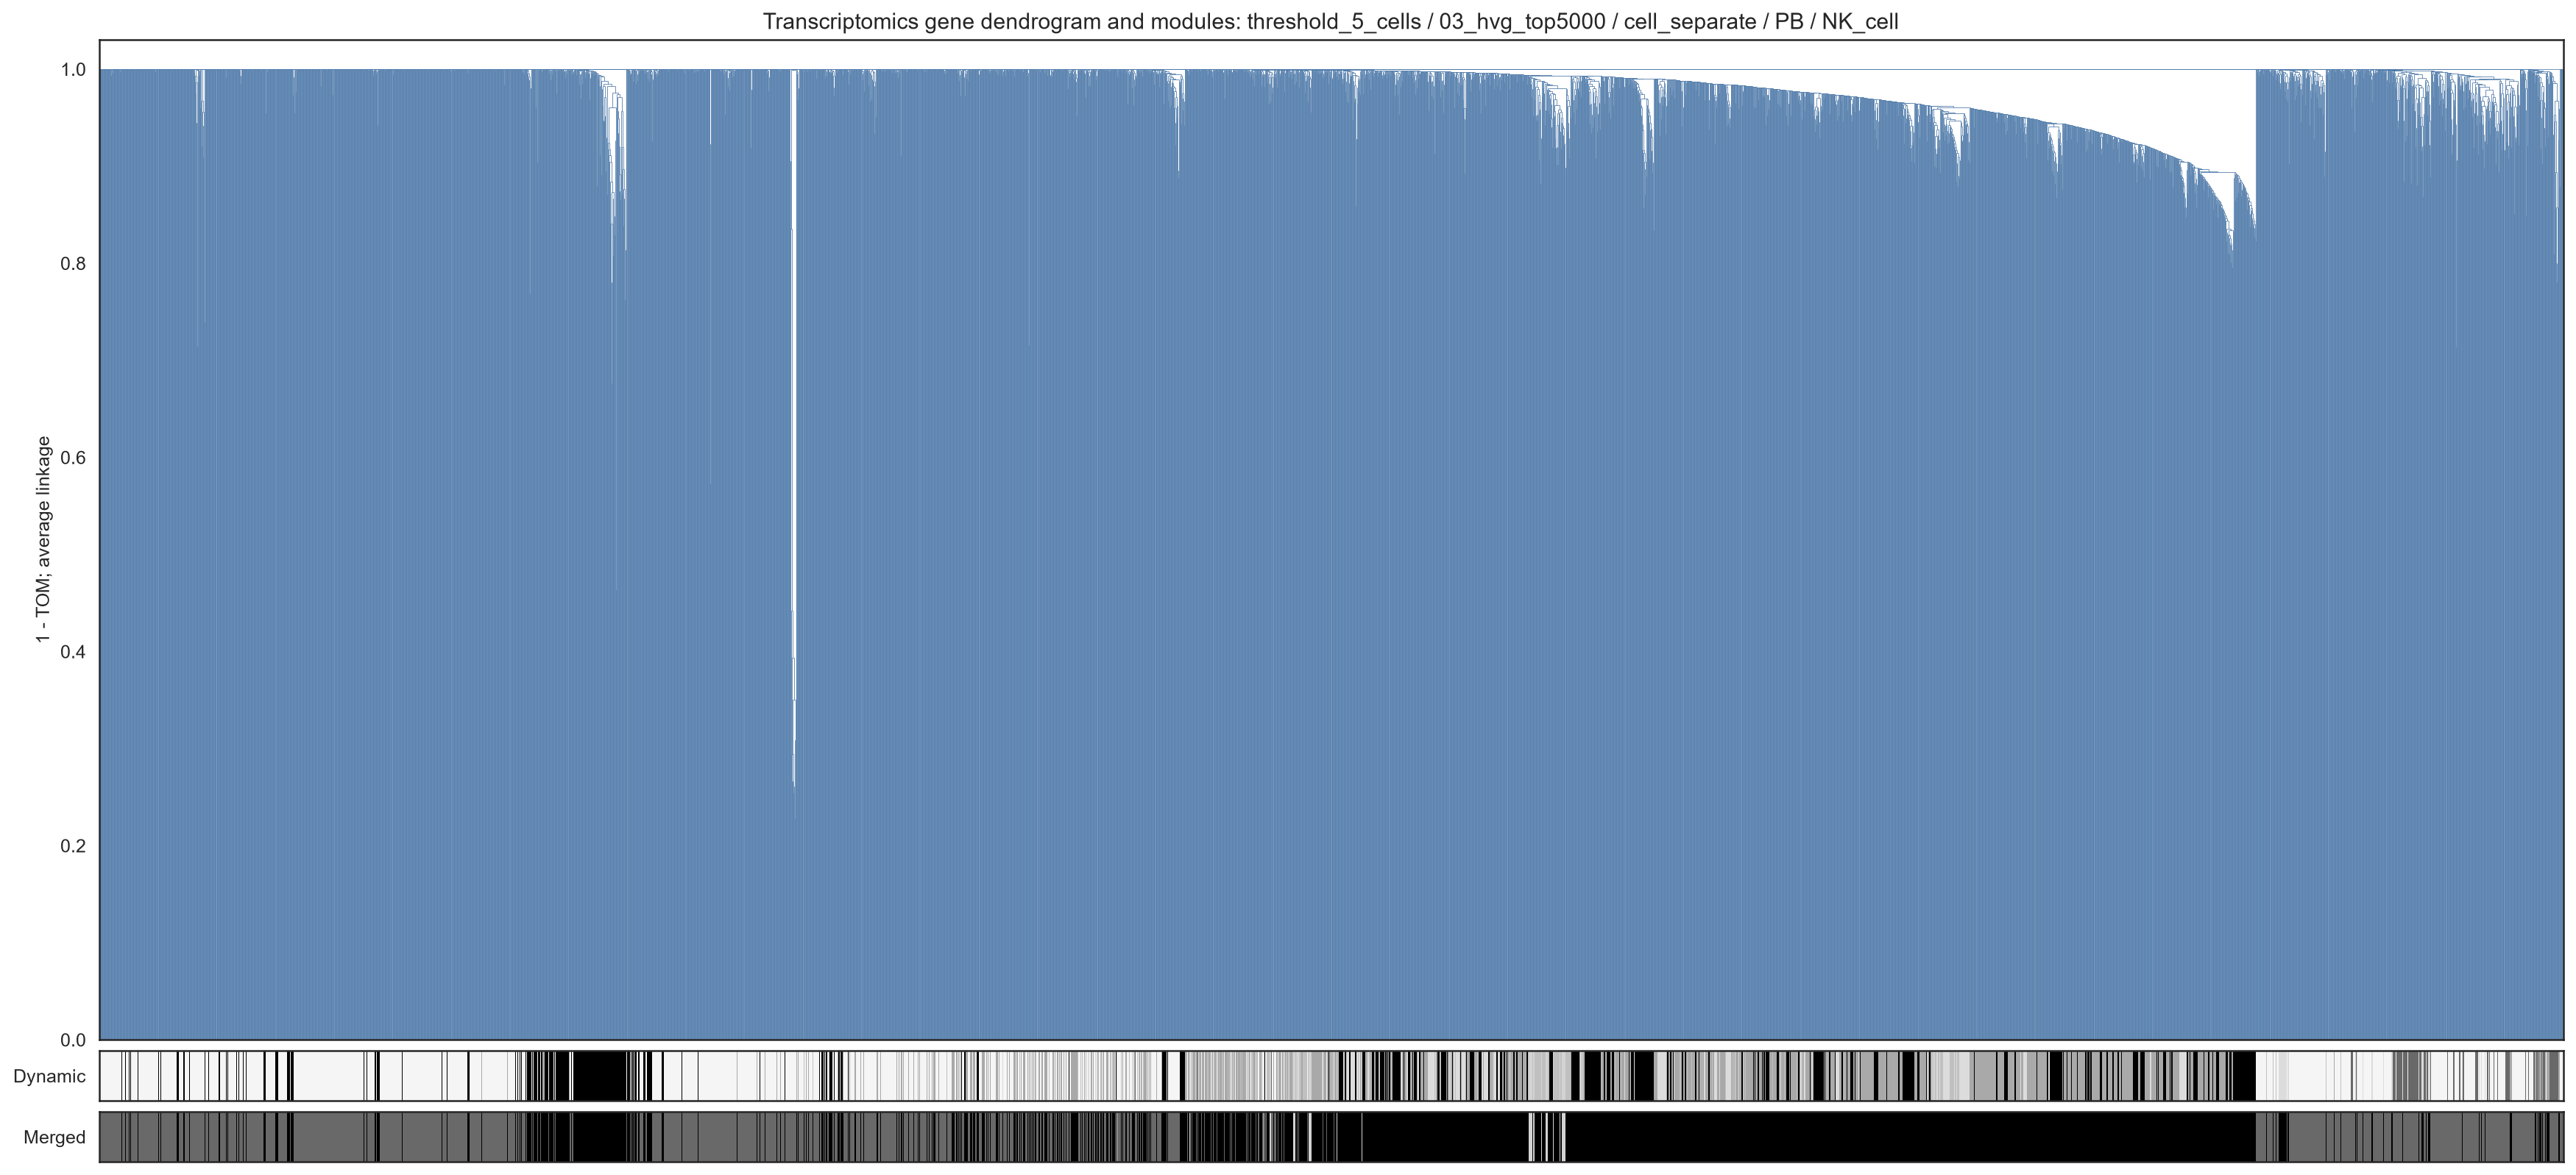 Transcriptomics gene dendrogram and modules: threshold_5_cells / 03_hvg_top5000 / cell_separate / PB / NK_cell
1.0
0.8
0.6
0.4
0.2
0.0
1 - TOM; average linkage
Dynamic
Merged